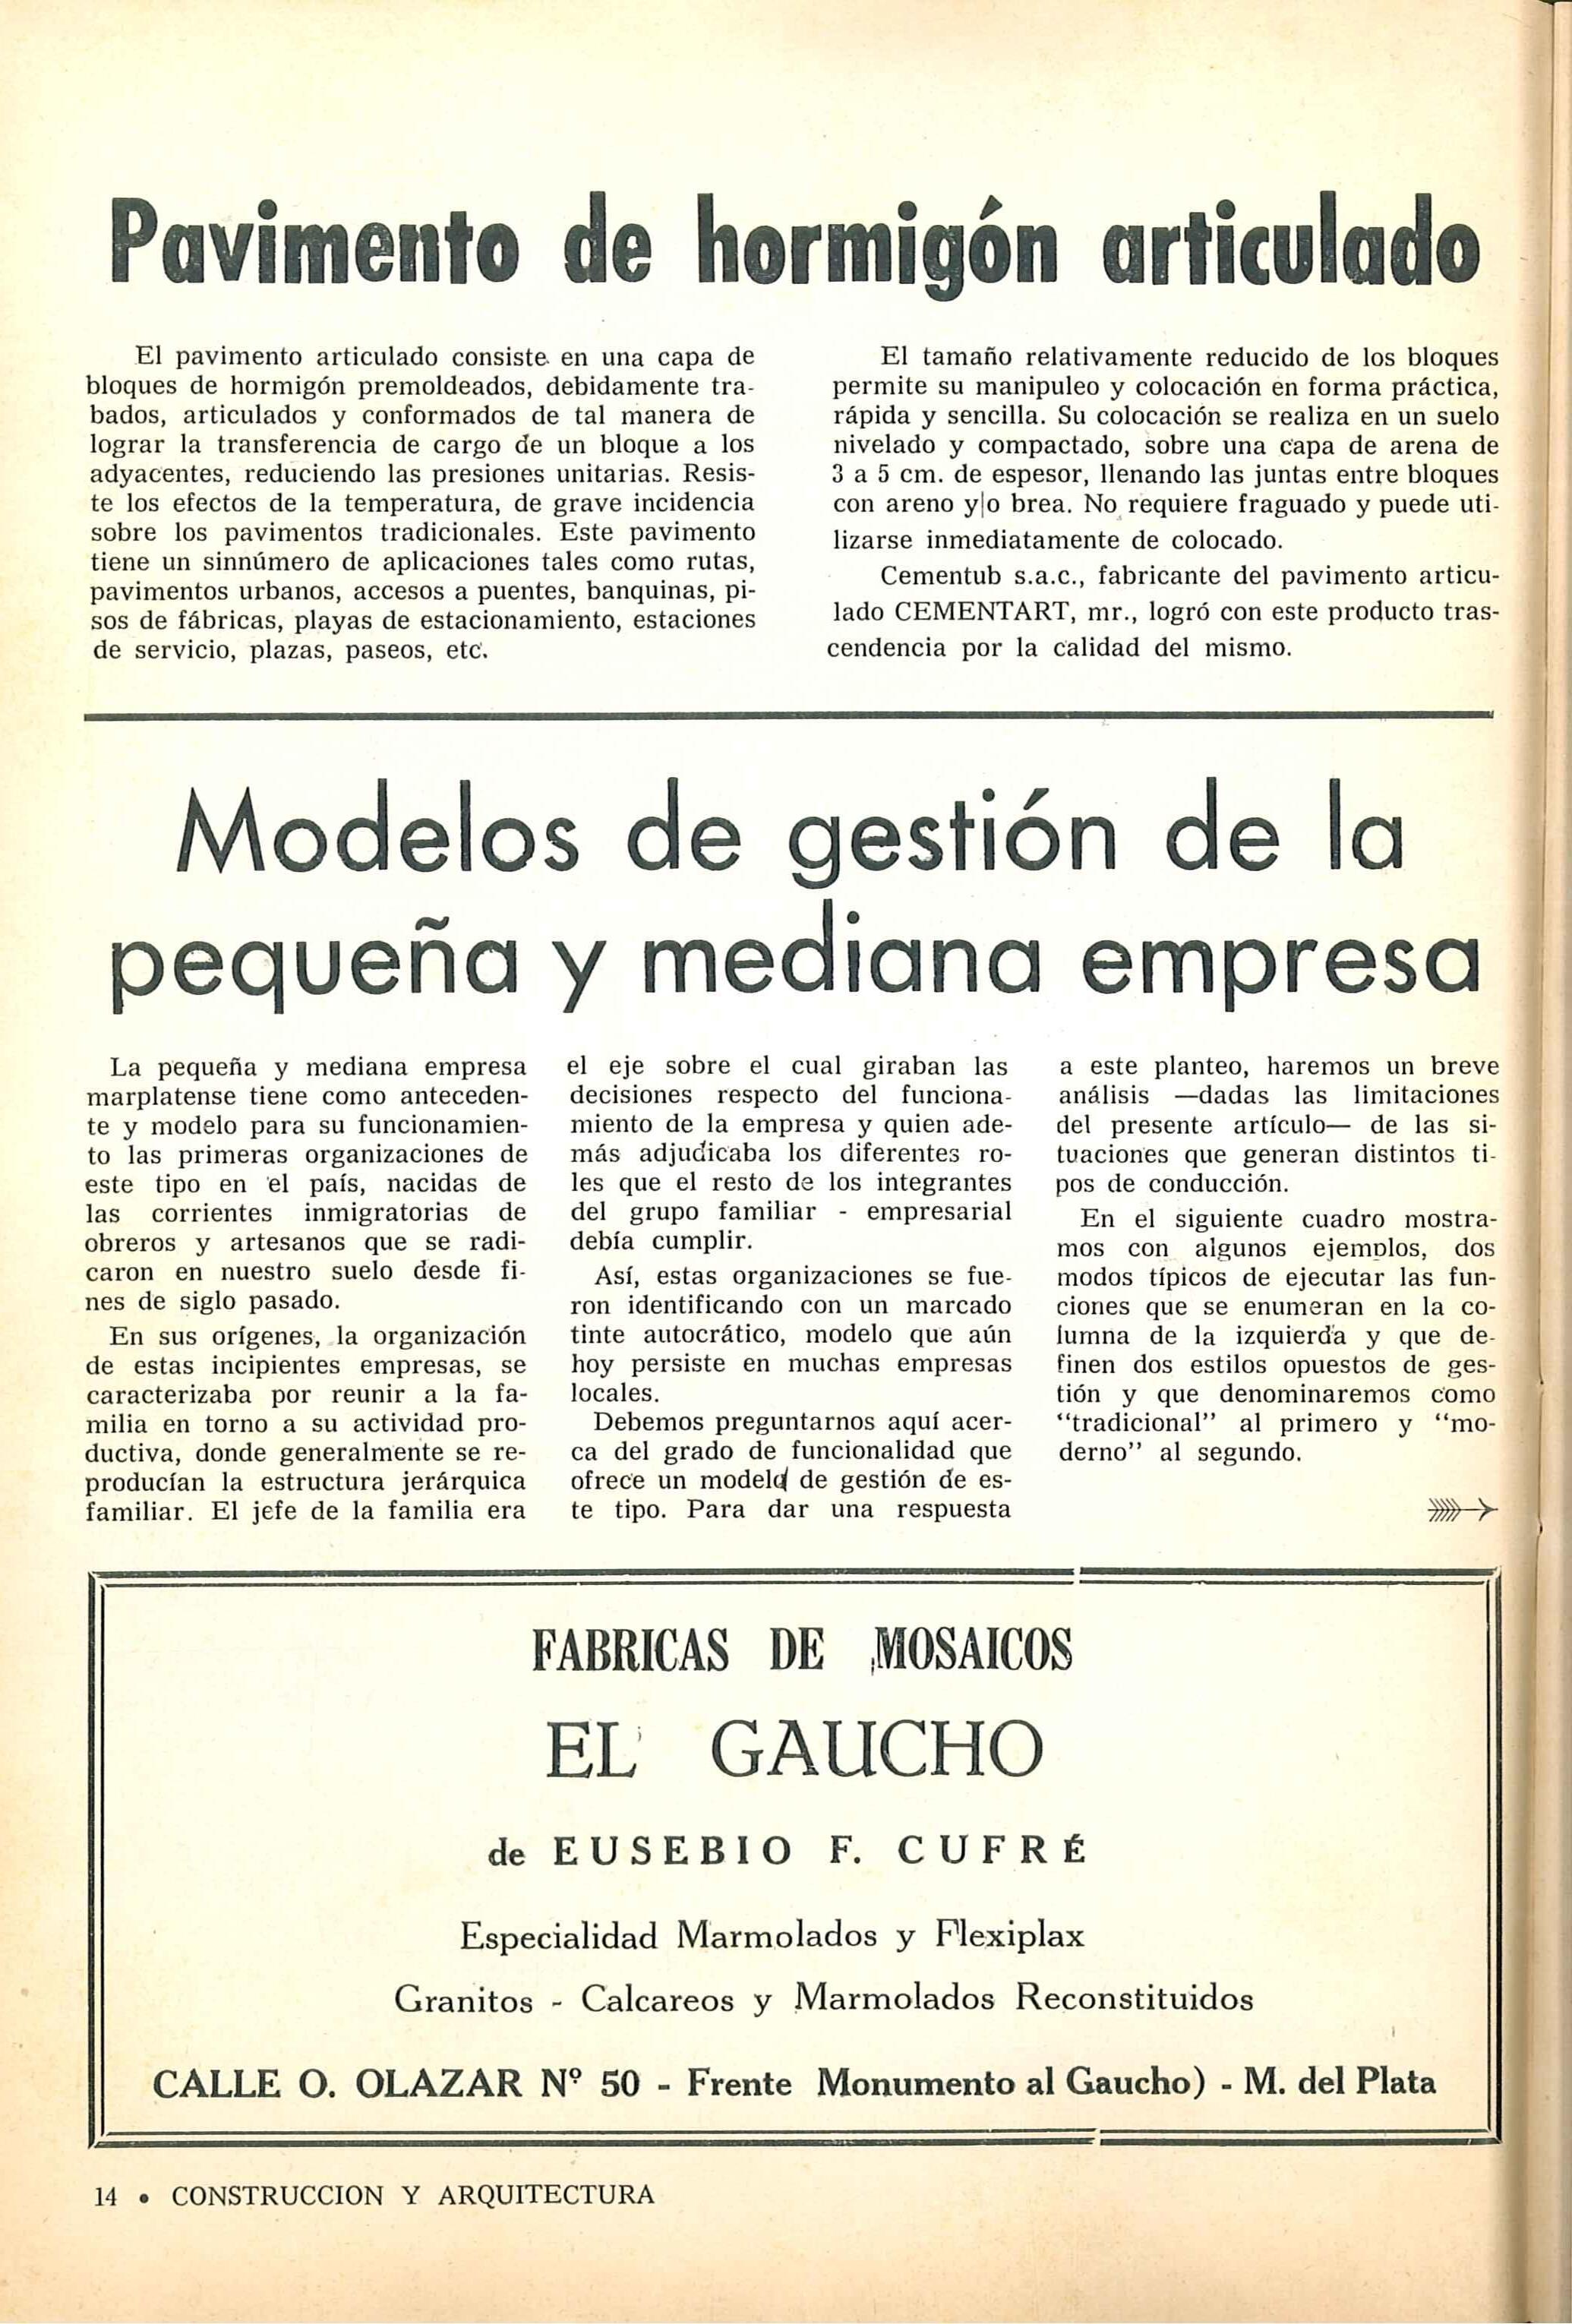 Pavimento de hormigón articulado
El pavimento articulado consiste en una capa de
bloques de hormigón premoldeados, debidamente tra-
bados, articulados y conformados de tal manera de
lograr la transferencia de cargo de un bloque a los
adyacentes, reduciendo las presiones unitarias. Resis-
te los efectos de la temperatura, de grave incidencia
sobre los pavimentos tradicionales. Este pavimento
tiene un sinnúmero de aplicaciones tales como rutas,
pavimentos urbanos, accesos a puentes, banquinas, pi-
sos de fábricas, playas de estacionamiento, estaciones
de servicio, plazas, paseos, etc.
El tamaño relativamente reducido de los bloques
permite su manipuleo y colocación en forma práctica,
rápida y sencilla. Su colocación se realiza en un suelo
nivelado y compactado, sobre una capa de arena de
3 a 5 cm. de espesor, llenando las juntas entre bloques
con areno y|o brea. No requiere fraguado y puede uti-
lizarse inmediatamente de colocado.
Cementub s.a.c., fabricante del pavimento articu-
lado CEMENTART, mr., logró con este producto tras-
cendencia por la calidad del mismo.
Modelos de gestión de la
pequeña y mediana empresa
La pequeña y mediana empresa
marplatense tiene como anteceden-
te y modelo para su funcionamien-
to las primeras organizaciones de
este tipo en el país, nacidas de
las corrientes inmigratorias de
obreros y artesanos que se radi-
caron en nuestro suelo desde fi-
nes de siglo pasado.
En sus orígenes, la organización
de estas incipientes empresas, se
caracterizaba por reunir a la fa-
milia en torno a su actividad pro-
ductiva, donde generalmente se re-
producían la estructura jerárquica
familiar. El jefe de la familia era
el eje sobre el cual giraban las
decisiones respecto del funciona-
miento de la empresa y quien ade-
más adjudicaba los diferentes ro-
les que el resto de los integrantes
del grupo familiar - empresarial
debía cumplir.
Así, estas organizaciones se fue-
ron identificando con un marcado
tinte autocrático, modelo que aún
hoy persiste en muchas empresas
locales.
Debemos preguntarnos aquí acer-
ca del grado de funcionalidad que
ofrece un modelo de gestión de es-
te tipo. Para dar una respuesta
a este planteo, haremos un breve
análisis —dadas las limitaciones
del presente artículo— de las si-
tuaciones que generan distintos ti-
pos de conducción.
En el siguiente cuadro mostra-
mos con algunos ejemplos, dos
modos típicos de ejecutar las fun-
ciones que se enumeran en la co-
lumna de la izquierda y que de-
finen dos estilos opuestos de ges-
tión y que denominaremos como
"tradicional" al primero y "mo-
derno" al segundo.
FABRICAS DE MOSAICOS
EL GAUCHO
de EUSEBIO F. CUFRÉ
Especialidad Marmolados y Flexiplax
Granitos - Calcareos y Marmolados Reconstituidos
CALLE O. OLAZAR Nº 50 - Frente Monumento al Gaucho) - M. del Plata
14 • CONSTRUCCION Y ARQUITECTURA